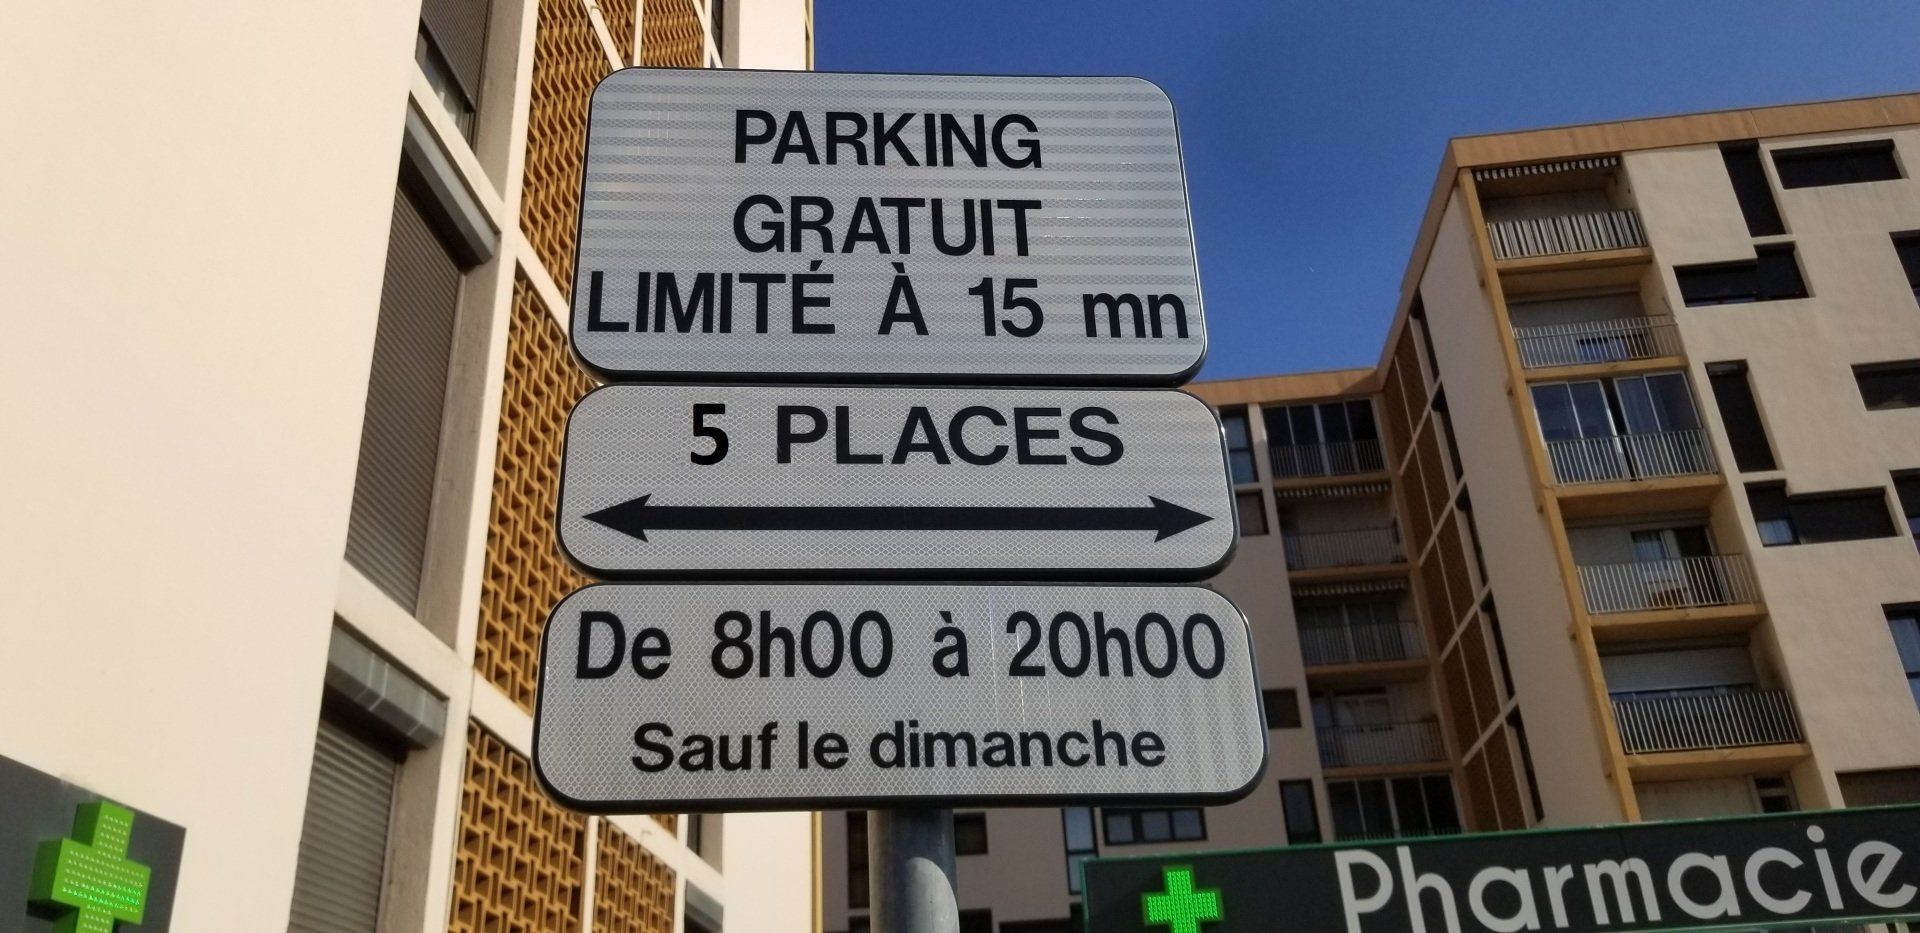 PARKING
GRATUIT
LIMITÉ À 15 mn
5 PLACES
De 8h00 à 20h00
Sauf le dimanche
Pharmacie